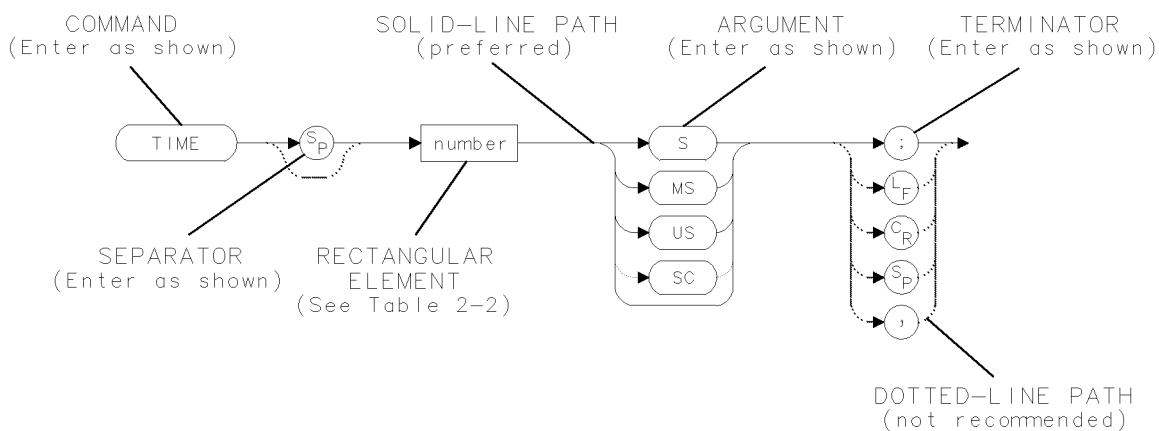 COMMAND
(Enter as shown)
SOLID–LINE PATH
(preferred)
ARGUMENT
(Enter as shown)
TERMINATOR
(Enter as shown)
TIME
SP
number
S
;
MS
LF
US
CR
SC
SP
,
SEPARATOR
(Enter as shown)
RECTANGULAR
ELEMENT
(See Table 2–2)
DOTTED–LINE PATH
(not recommended)